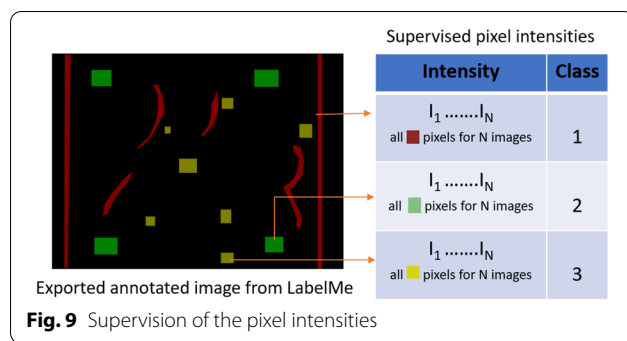 Supervised pixel intensities
Intensity Class
I1 .......IN
all pixels for N images
1
I1 .......IN
all pixels for N images
2
I1 .......IN
all pixels for N images
3
Exported annotated image from LabelMe
Fig. 9 Supervision of the pixel intensities